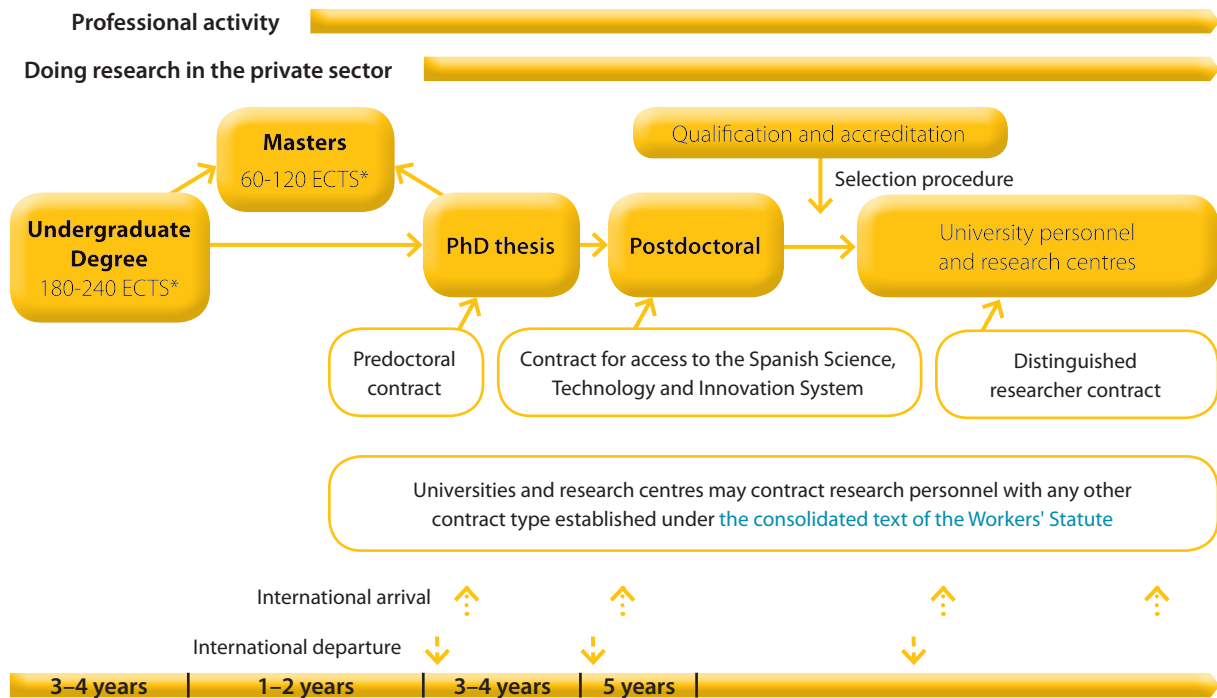 Professional activity
Doing research in the private sector
Masters
60-120 ECTS*
Qualification and accreditation
Selection procedure
Undergraduate
Degree
180-240 ECTS*
PhD thesis
Postdoctoral
University personnel
and research centres
Predoctoral
contract
Contract for access to the Spanish Science,
Technology and Innovation System
Distinguished
researcher contract
Universities and research centres may contract research personnel with any other
contract type established under the consolidated text of the Workers' Statute
International arrival
International departure
3–4 years
1–2 years
3–4 years
5 years